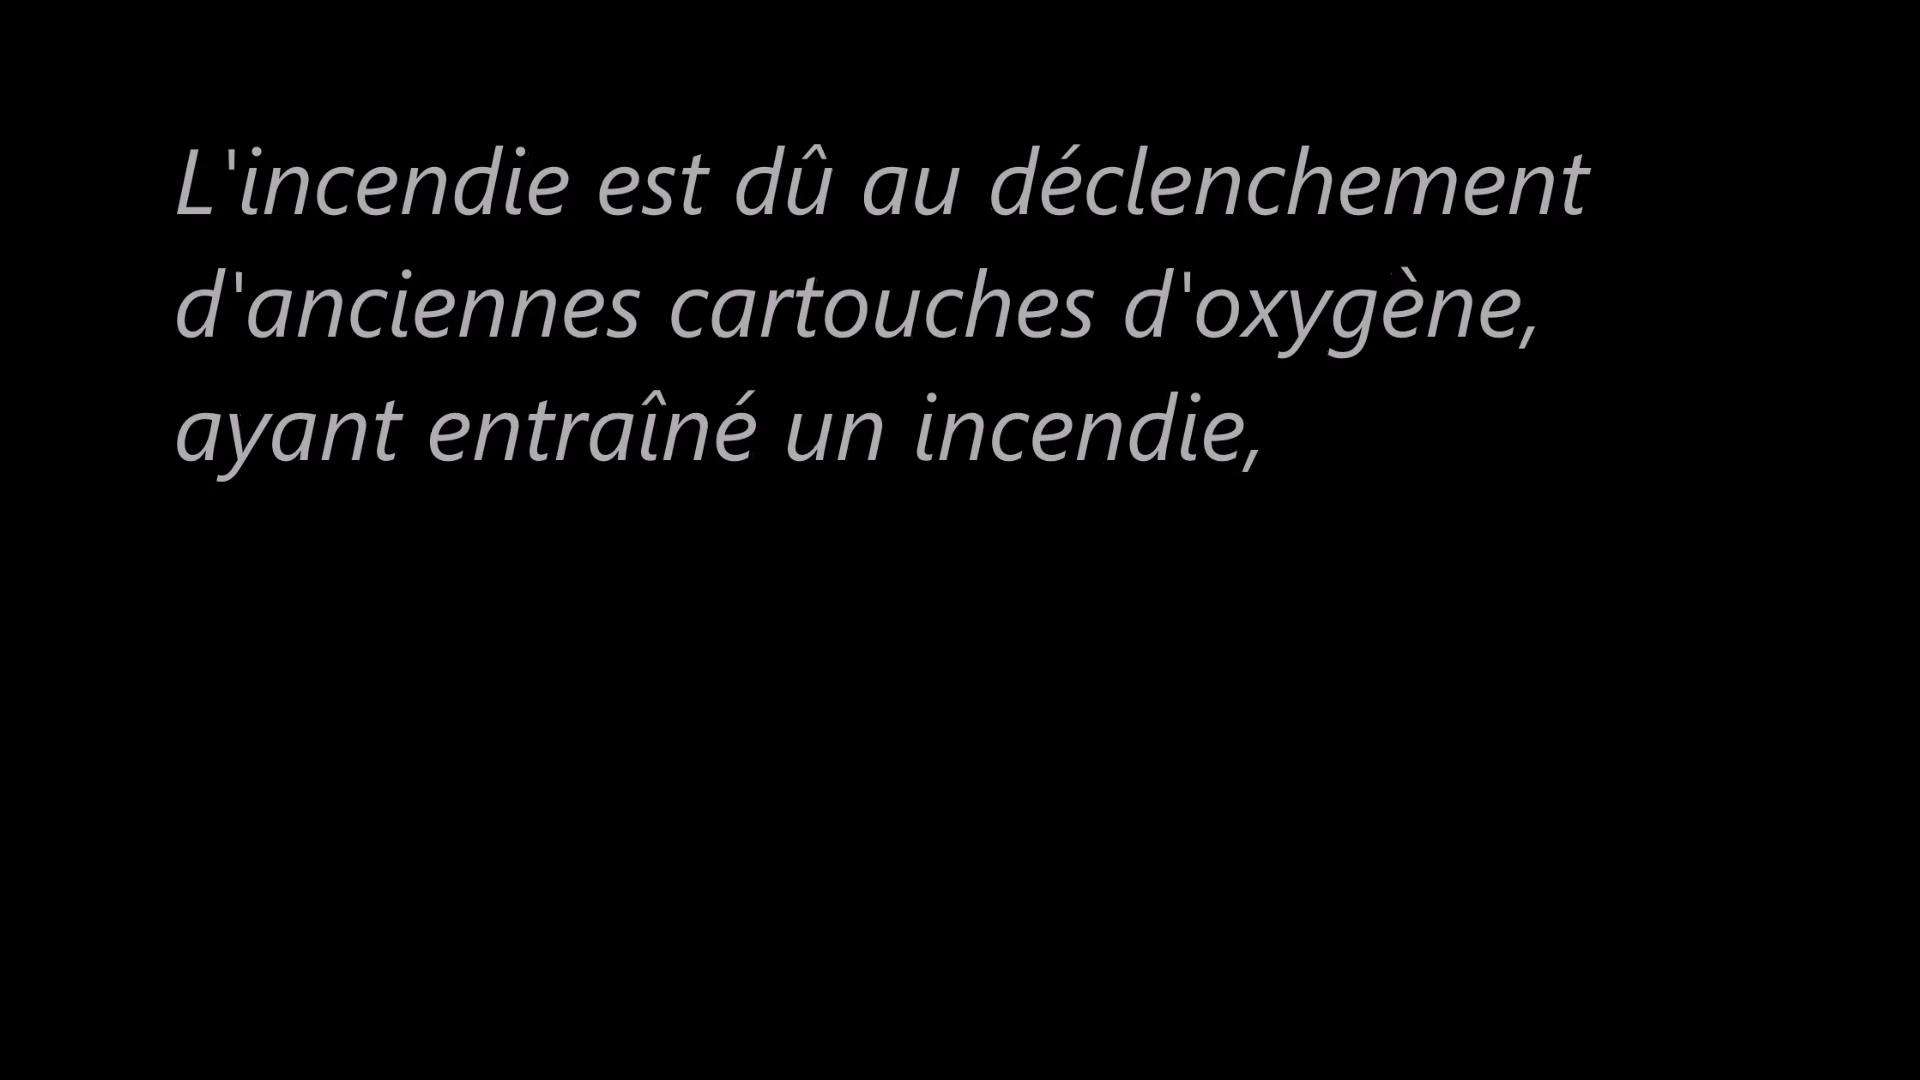 L'incendie est dû au déclenchement
d'anciennes cartouches d'oxygène,
ayant entraîné un incendie,